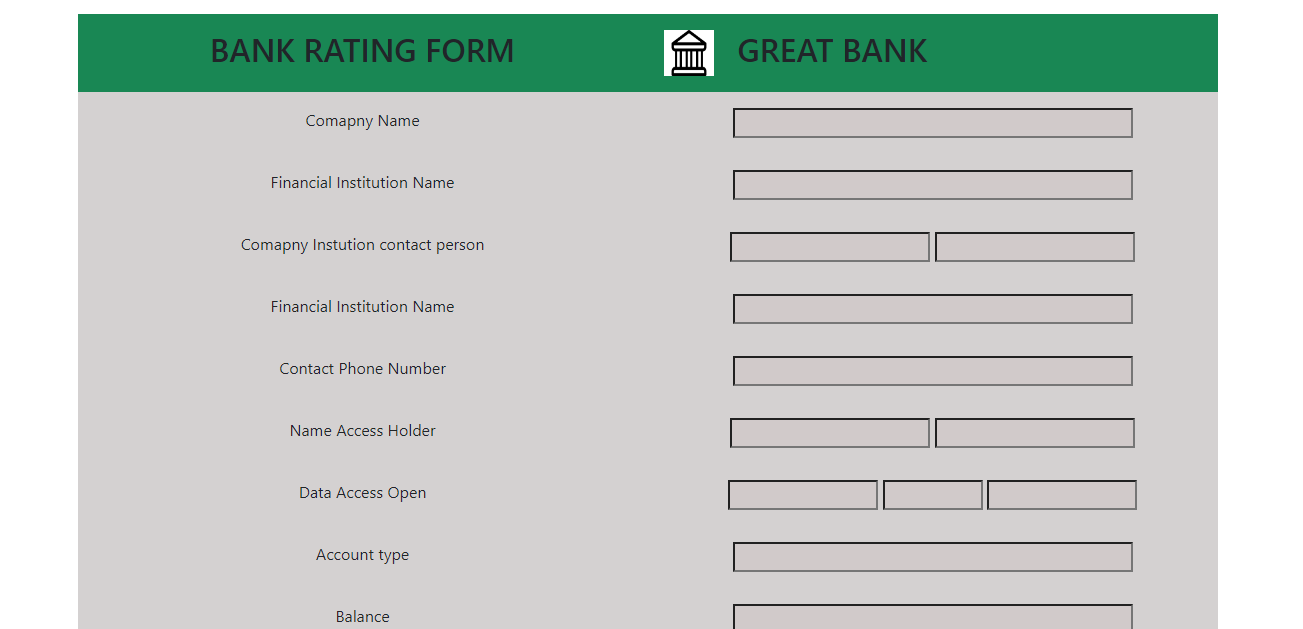 BANK RATING FORM GREAT BANK
Comapny Name
Financial Institution Name
Comapny Instution contact person
Financial Institution Name
Contact Phone Number
Name Access Holder
Data Access Open
Account type
Balance